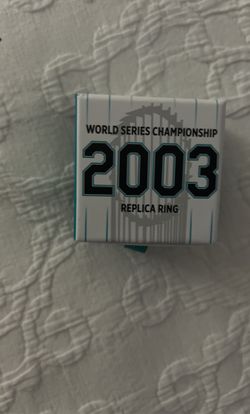 WORLD SERIES CHAMPIONSHIP
2003
REPLICA RING